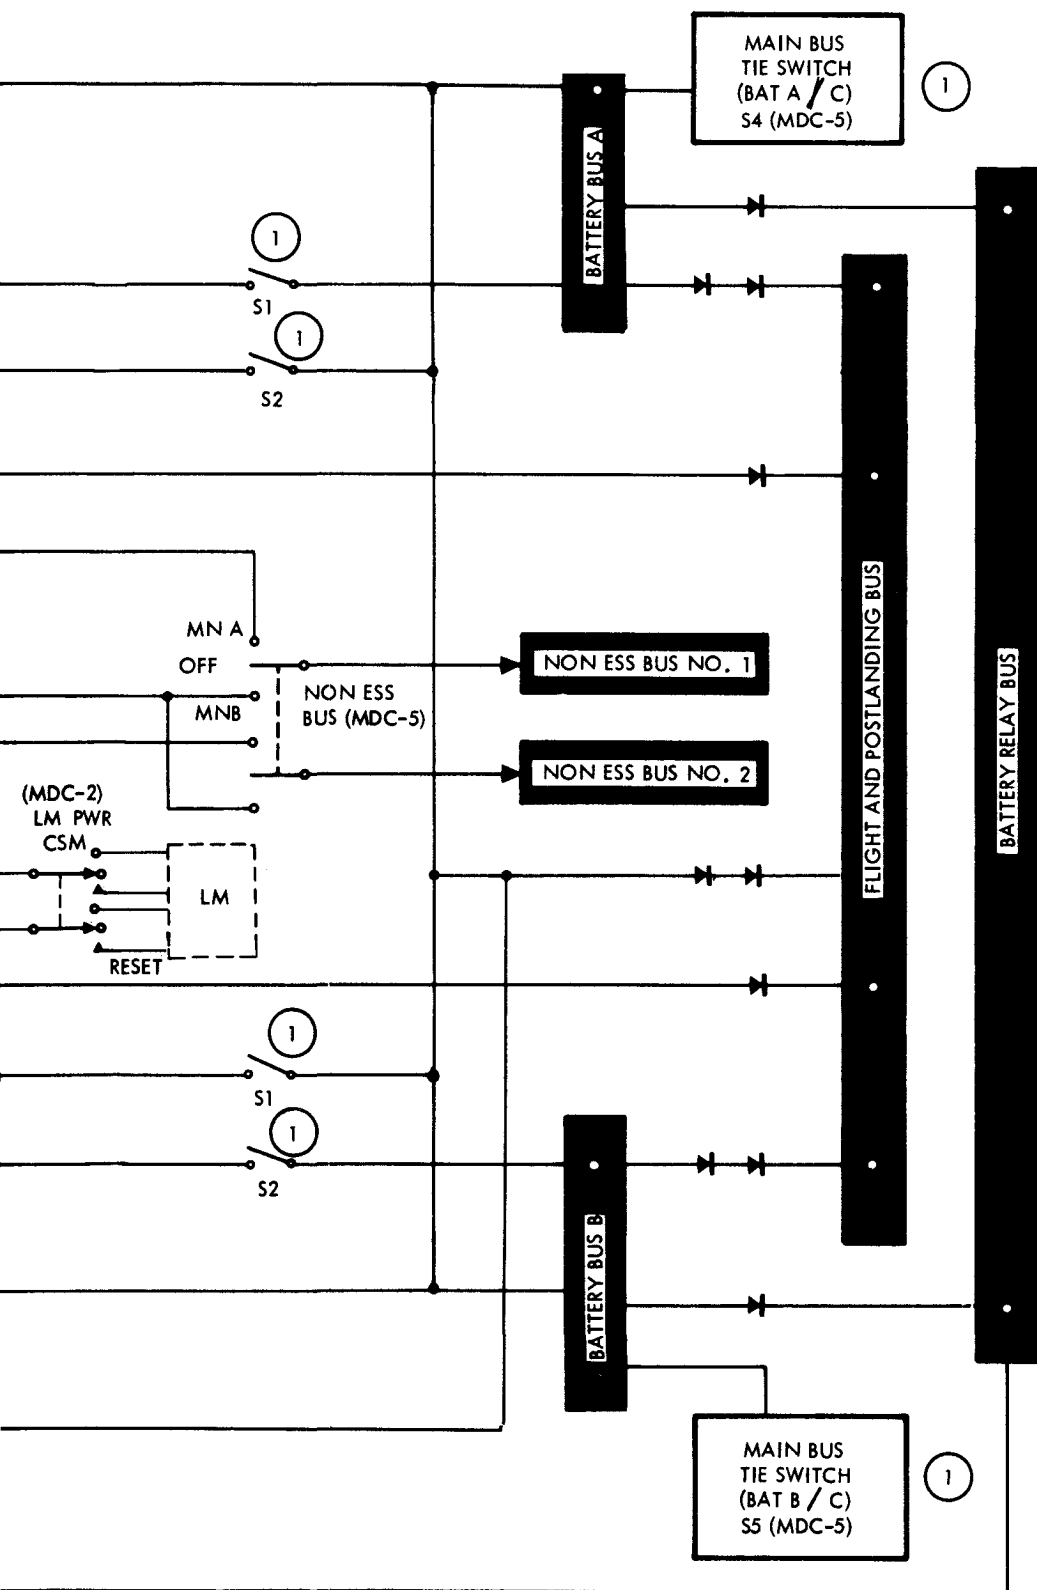 MAIN BUS
TIE SWITCH
(BAT A / C)
S4 (MDC-5)
1
BATTERY BUS A
1
S1
1
S2
MN A
OFF
NON ESS BUS NO. 1
NON ESS
BUS (MDC-5)
MNB
NON ESS BUS NO. 2
FLIGHT AND POSTLANDING BUS
BATTERY RELAY BUS
(MDC-2)
LM PWR
CSM
LM
RESET
1
S1
1
S2
BATTERY BUS B
MAIN BUS
TIE SWITCH
(BAT B / C)
S5 (MDC-5)
1